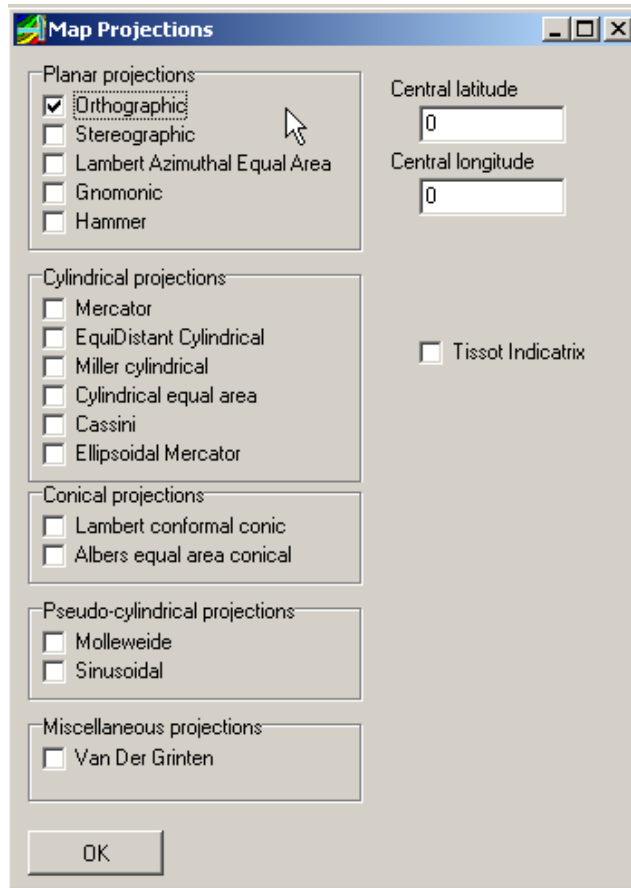 Map Projections
Planar projections
Orthographic
Stereographic
Lambert Azimuthal Equal Area
Gnomonic
Hammer
Central latitude
0
Central longitude
0
Cylindrical projections
Mercator
EquiDistant Cylindrical
Miller cylindrical
Cylindrical equal area
Cassini
Ellipsoidal Mercator
Tissot Indicatrix
Conical projections
Lambert conformal conic
Albers equal area conical
Pseudo-cylindrical projections
Molleweide
Sinusoidal
Miscellaneous projections
Van Der Grinten
OK